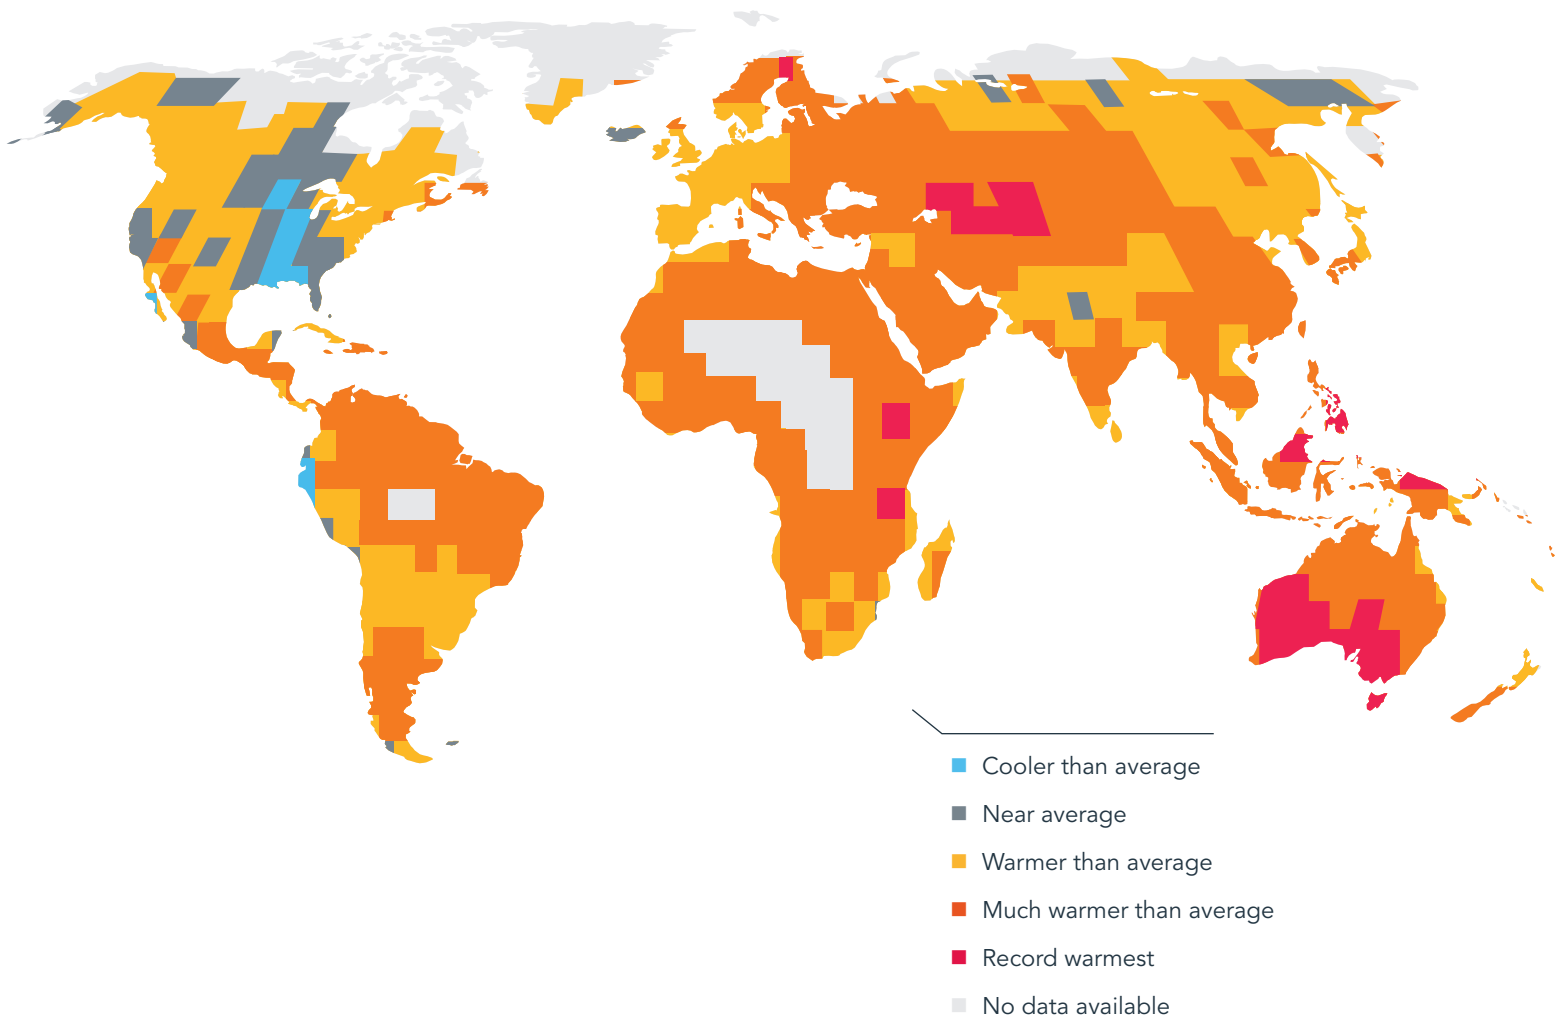 Cooler than average
Near average
Warmer than average
Much warmer than average
Record warmest
No data available